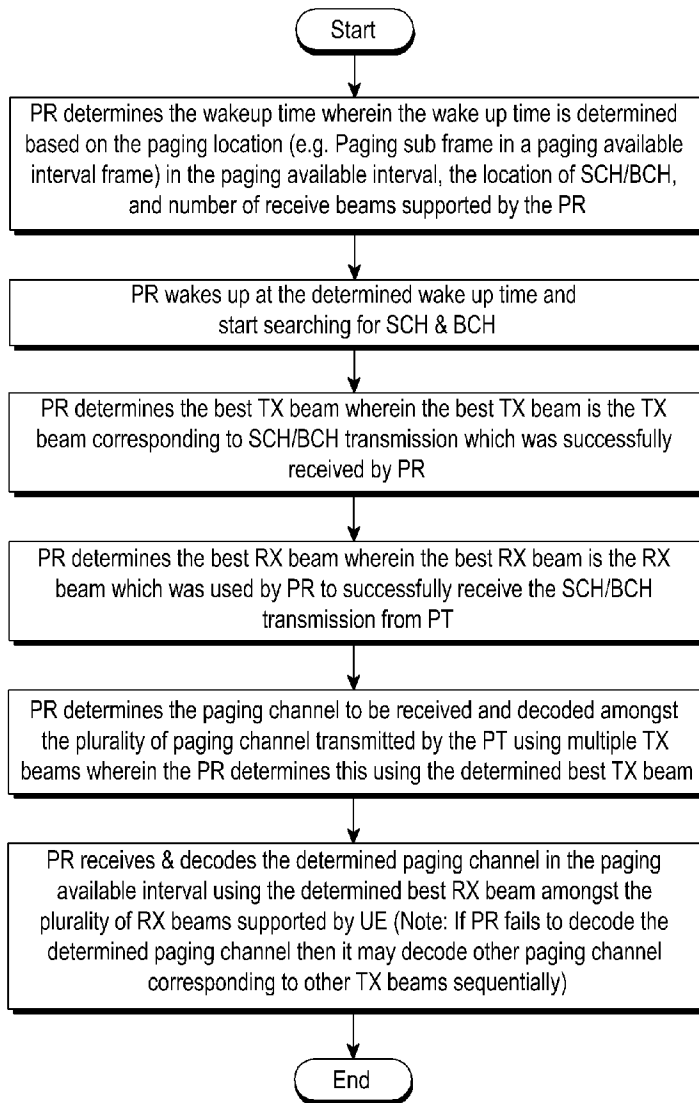 Start
PR determines the wakeup time wherein the wake up time is determined
based on the paging location (e.g. Paging sub frame in a paging available
interval frame) in the paging available interval, the location of SCH/BCH,
and number of receive beams supported by the PR
PR wakes up at the determined wake up time and
start searching for SCH & BCH
PR determines the best TX beam wherein the best TX beam is the TX
beam corresponding to SCH/BCH transmission which was successfully
received by PR
PR determines the best RX beam wherein the best RX beam is the RX
beam which was used by PR to successfully receive the SCH/BCH
transmission from PT
PR determines the paging channel to be received and decoded amongst
the plurality of paging channel transmitted by the PT using multiple TX
beams wherein the PR determines this using the determined best TX beam
PR receives & decodes the determined paging channel in the paging
available interval using the determined best RX beam amongst the
plurality of RX beams supported by UE (Note: If PR fails to decode the
determined paging channel then it may decode other paging channel
corresponding to other TX beams sequentially)
End